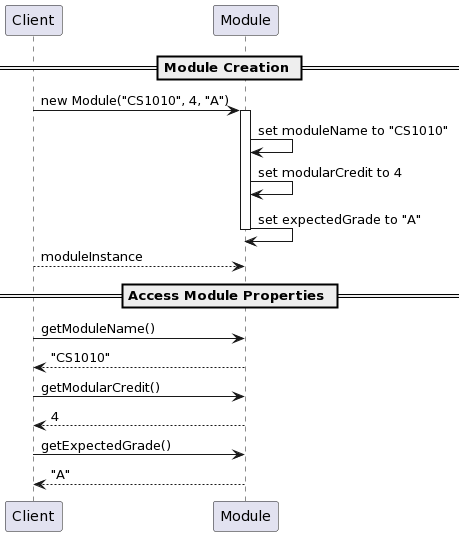 Client Module
Module Creation
new Module("CS1010", 4, "A")
set moduleName to "CS1010"
set modularCredit to 4
set expectedGrade to "A"
moduleInstance
Access Module Properties
getModuleName()
"CS1010"
getModularCredit()
4
getExpectedGrade()
"A"
Client Module